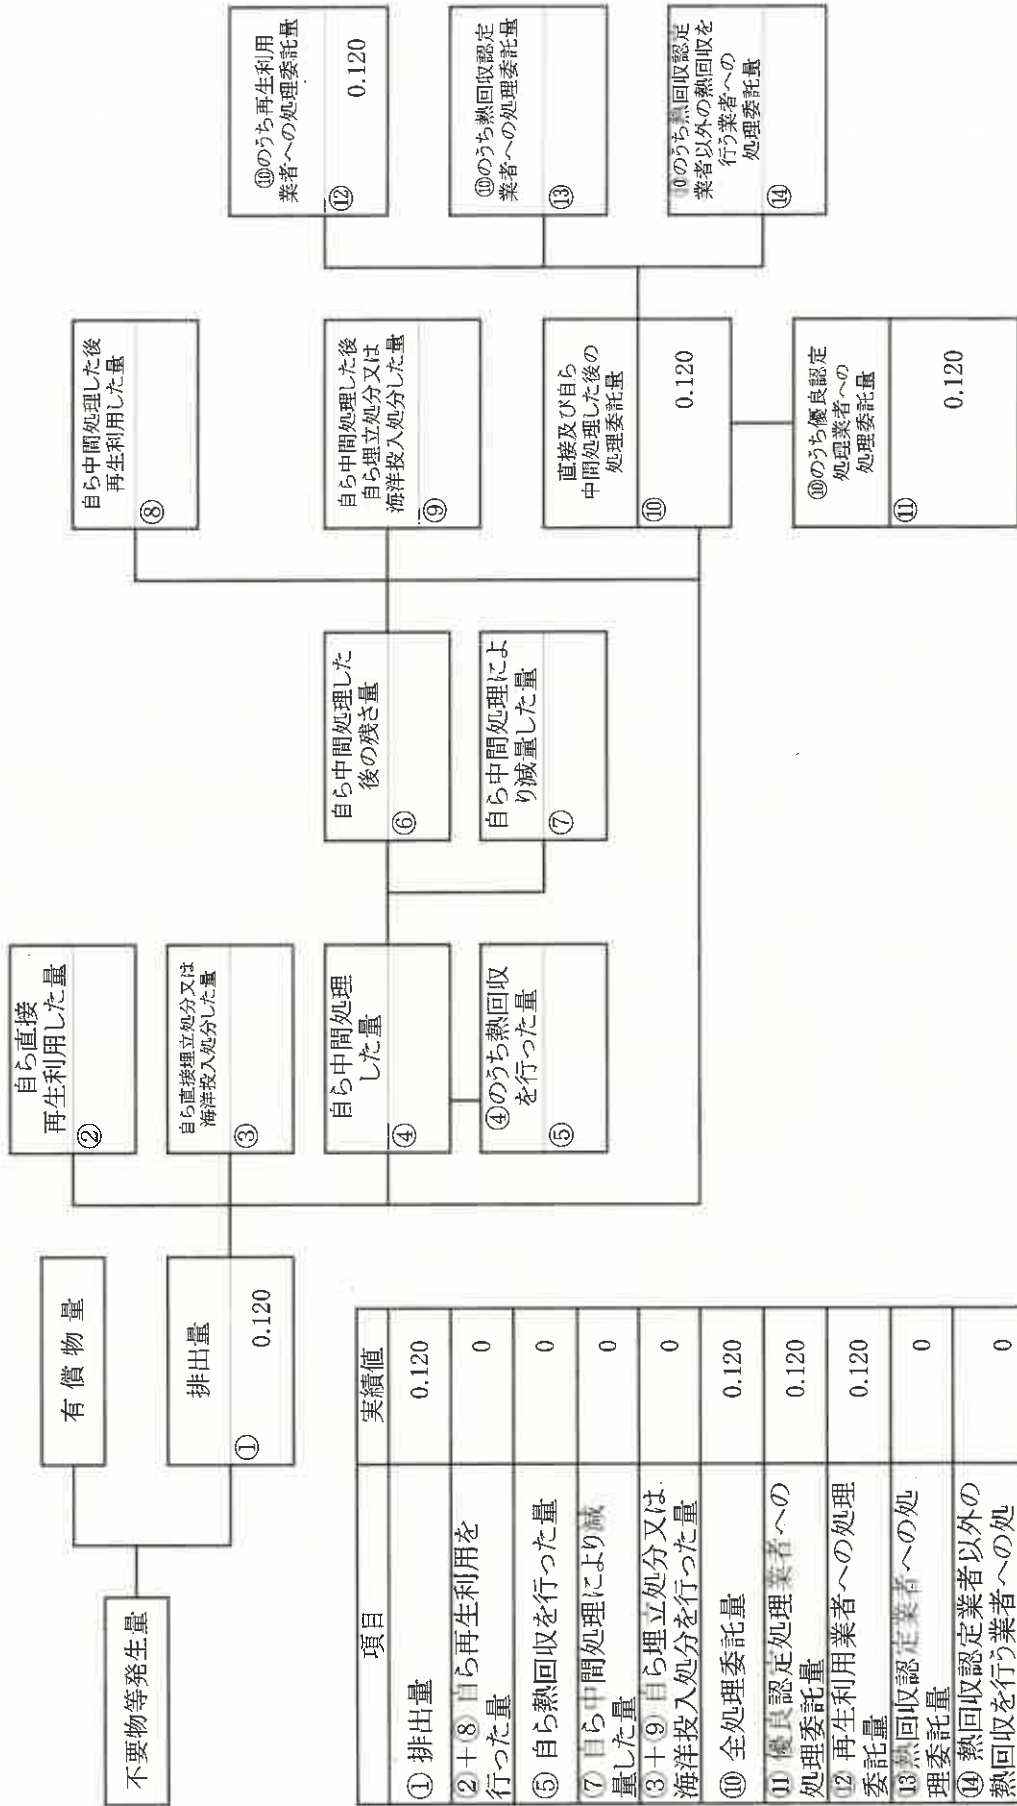 不要物等発生量
有償物量
排出量
①
0.120
自ら直接
再生利用した量
②
自ら直接埋立処分又は
海洋投入処分した量
③
自ら中間処理
した量
④
④のうち熱回収
を行った量
⑤
自ら中間処理した
後の残さ量
⑥
自ら中間処理によ
り減量した量
⑦
自ら中間処理した後
再生利用した量
⑧
自ら中間処理した後
自ら埋立処分又は
海洋投入処分した量
⑨
直接及び自ら
中間処理した後の
処理委託量
⑩
0.120
⑩のうち優良認定
処理業者への
処理委託量
⑪
0.120
⑩のうち再生利用
業者への処理委託量
⑫
0.120
⑩のうち熱回収認定
業者への処理委託量
⑬
⑩のうち熱回収認定
業者以外の熱回収を
行う業者への
処理委託量
⑭
項目 実績値
① 排出量 0.120
②+⑧ 自ら再生利用を
行った量 0
⑤ 自ら熱回収を行った量 0
⑦ 自ら中間処理により減
量した量 0
③+⑨ 自ら埋立処分又は
海洋投入処分を行った量 0
⑩ 全処理委託量 0.120
⑪ 優良認定処理業者への
処理委託量 0.120
⑫ 再生利用業者への処理
委託量 0.120
⑬ 熱回収認定業者への処
理委託量 0
⑭ 熱回収認定業者以外の
熱回収を行う業者への処 0